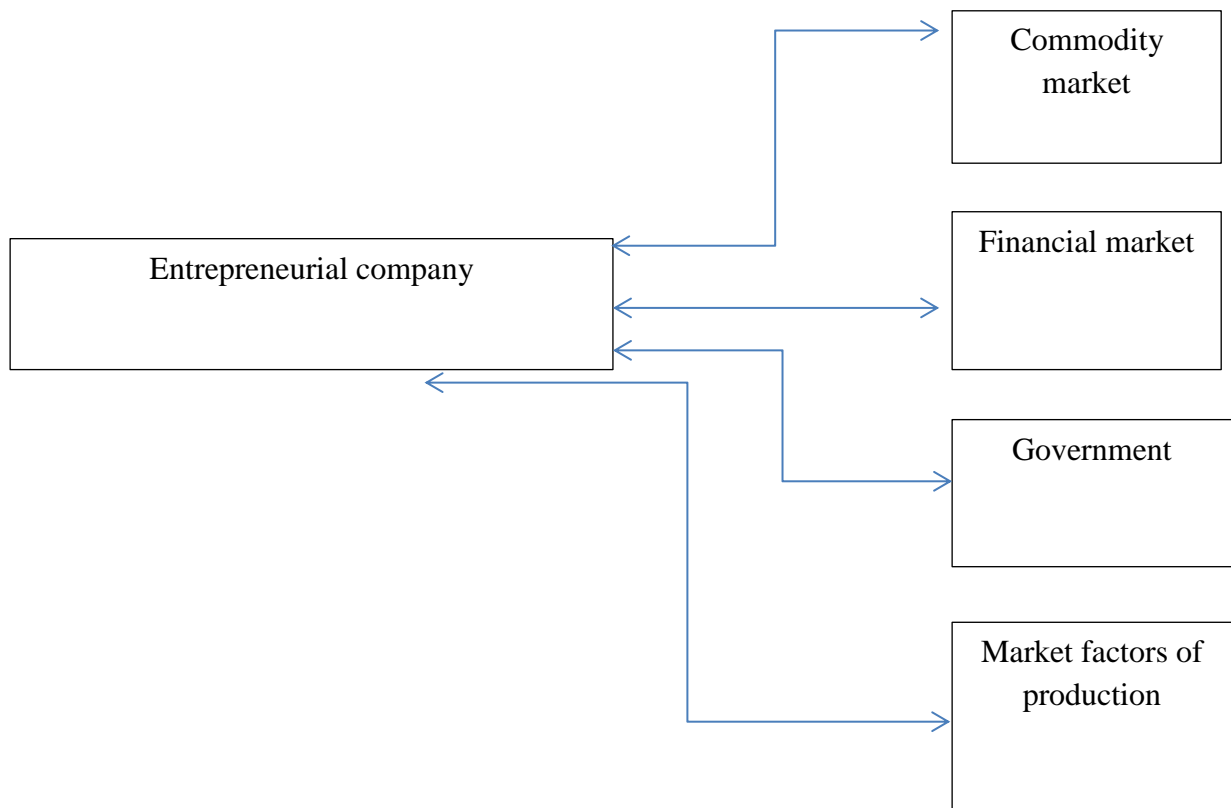 Commodity
market
Entrepreneurial company
Financial market
Government
Market factors of
production